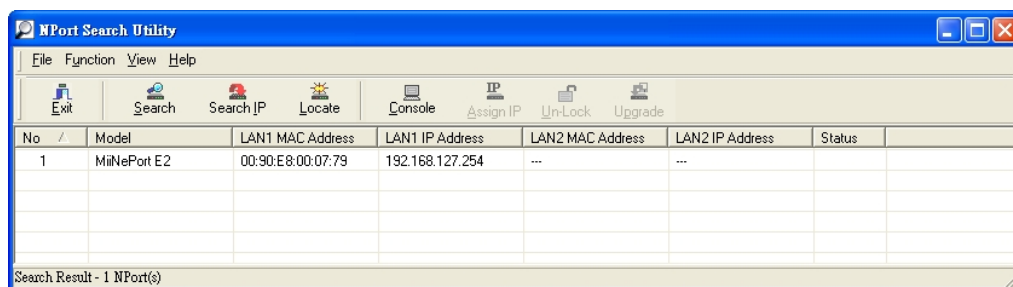 NPort Search Utility
File Function View Help
Exit Search Search IP Locate Console Assign IP Un-Lock Upgrade
No Model LAN1 MAC Address LAN1 IP Address LAN2 MAC Address LAN2 IP Address Status
1 MiiNePort E2 00:90:E8:00:07:79 192.168.127.254 --- ---
Search Result - 1 NPort(s)